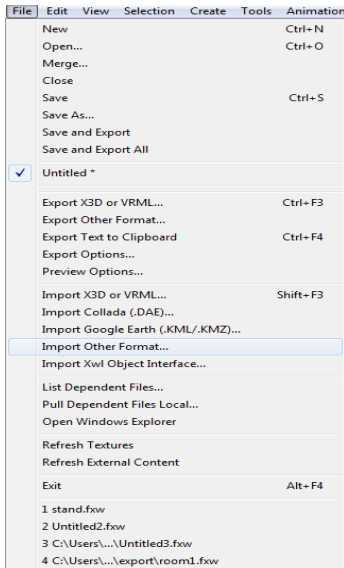 File Edit View Selection Create Tools Animation
New Ctrl+N
Open... Ctrl+O
Merge...
Close
Save Ctrl+S
Save As...
Save and Export
Save and Export All
Untitled *
Export X3D or VRML... Ctrl+F3
Export Other Format...
Export Text to Clipboard Ctrl+F4
Export Options...
Preview Options...
Import X3D or VRML... Shift+F3
Import Collada (.DAE)...
Import Google Earth (.KML/.KMZ)...
Import Other Format...
Import Xwl Object Interface...
List Dependent Files...
Pull Dependent Files Local...
Open Windows Explorer
Refresh Textures
Refresh External Content
Exit Alt+F4
1 stand.fxw
2 Untitled2.fxw
3 C:\Users\...\Untitled3.fxw
4 C:\Users\...\export\room1.fxw